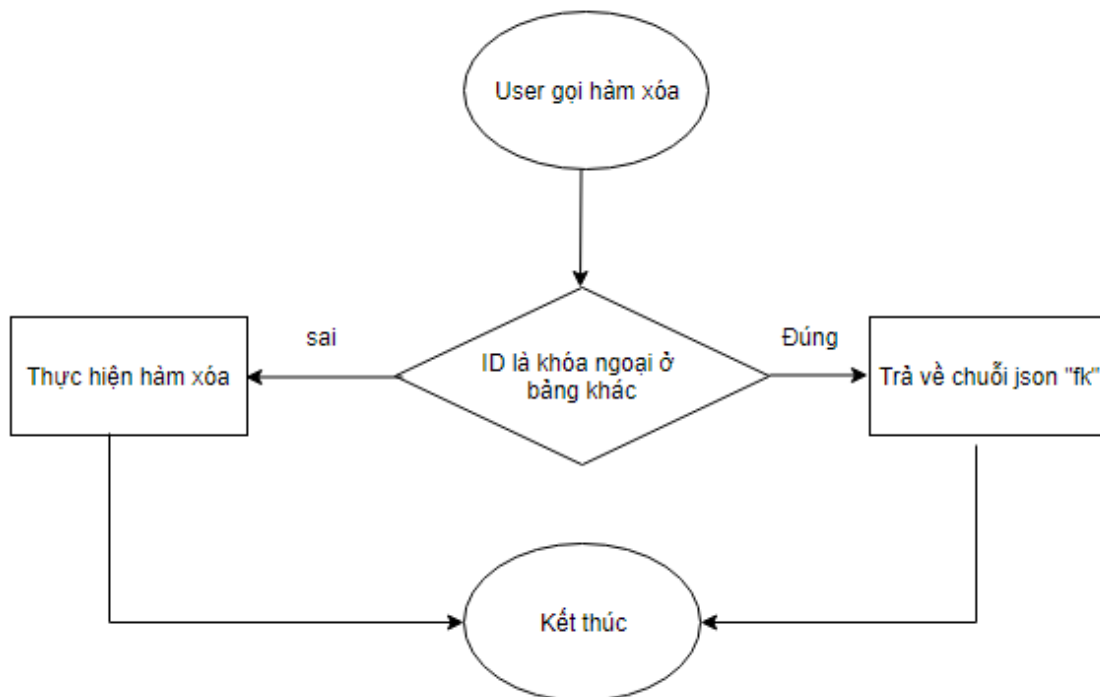 User gọi hàm xóa
sai
Đúng
Thực hiện hàm xóa
ID là khóa ngoại ở
bảng khác
Trả về chuỗi json "fk"
Kết thúc